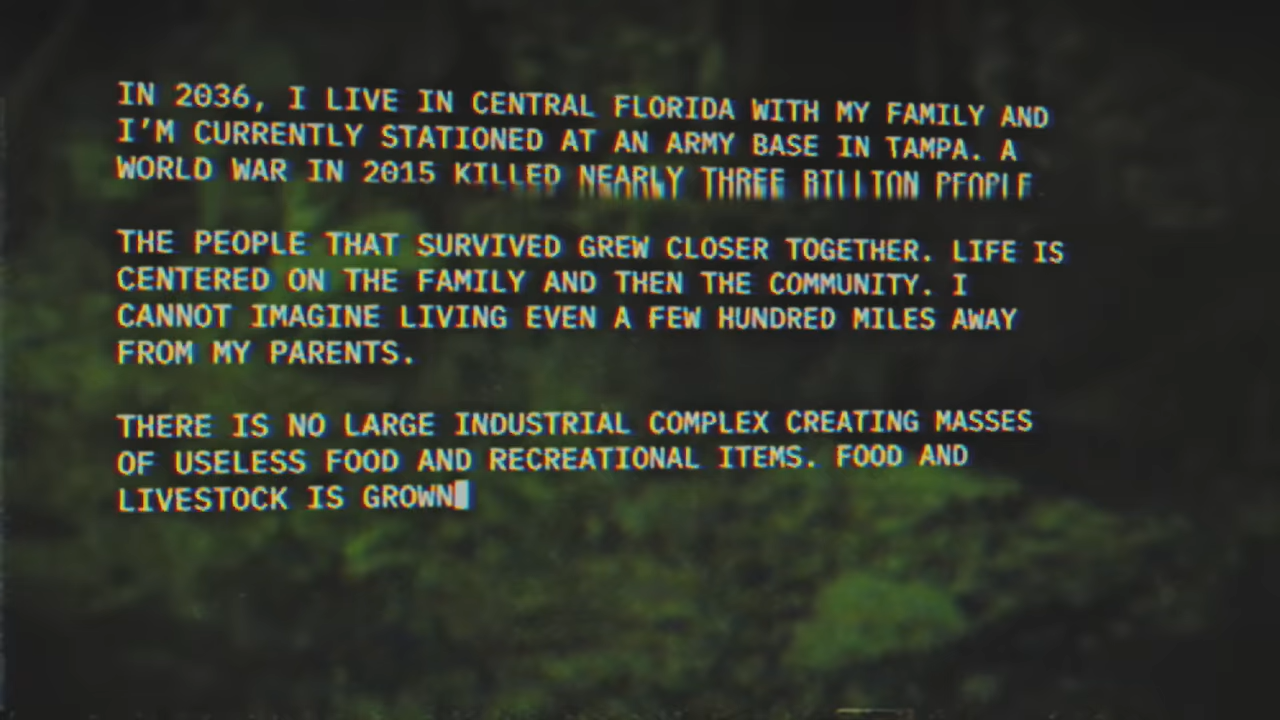 IN 2036, I LIVE IN CENTRAL FLORIDA WITH MY FAMILY AND
I'M CURRENTLY STATIONED AT AN ARMY BASE IN TAMPA. A
WORLD WAR IN 2015 KILLED NEARLY THREE BILLION PEOPLE
THE PEOPLE THAT SURVIVED GREW CLOSER TOGETHER. LIFE IS
CENTERED ON THE FAMILY AND THEN THE COMMUNITY. I
CANNOT IMAGINE LIVING EVEN A FEW HUNDRED MILES AWAY
FROM MY PARENTS.
THERE IS NO LARGE INDUSTRIAL COMPLEX CREATING MASSES
OF USELESS FOOD AND RECREATIONAL ITEMS. FOOD AND
LIVESTOCK IS GROWN